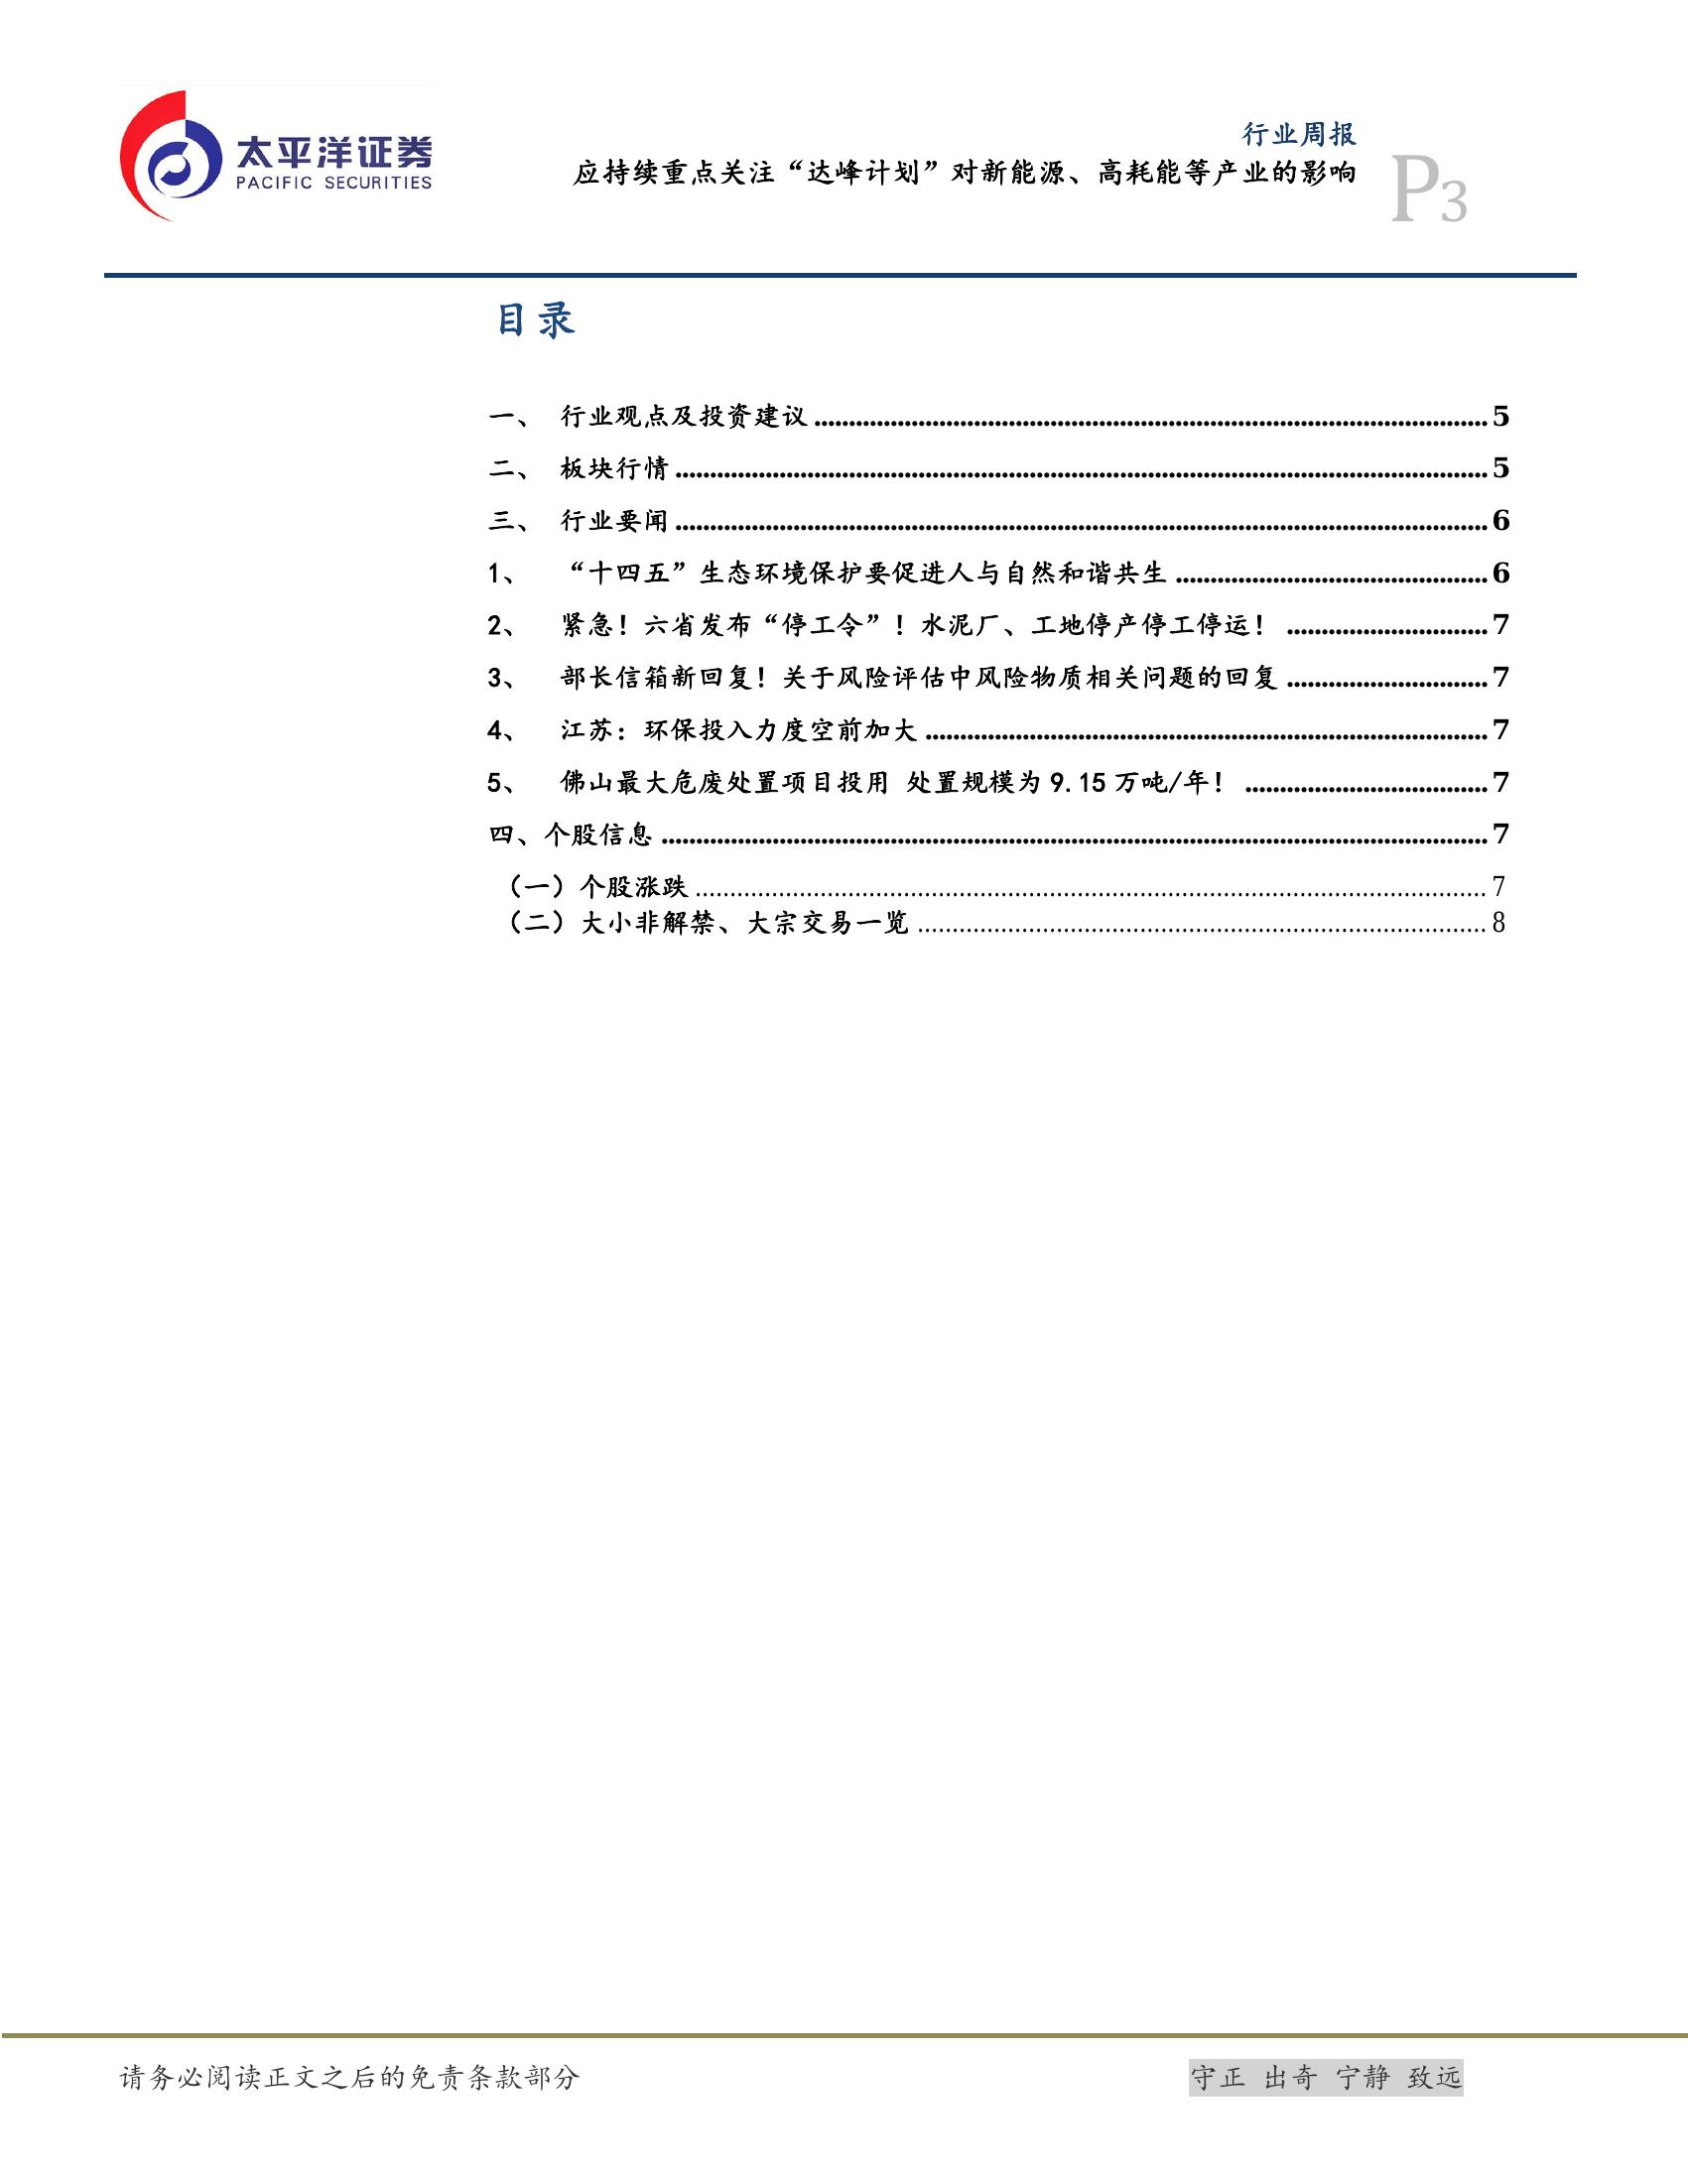 太平洋证券
PACIFIC SECURITIES
行业周报
应持续重点关注“达峰计划”对新能源、高耗能等产业的影响
P3
目录
一、 行业观点及投资建议 5
二、 板块行情 5
三、 行业要闻 6
1、 “十四五”生态环境保护要促进人与自然和谐共生 6
2、 紧急！六省发布“停工令”！水泥厂、工地停产停工停运！ 7
3、 部长信箱新回复！关于风险评估中风险物质相关问题的回复 7
4、 江苏：环保投入力度空前加大 7
5、 佛山最大危废处置项目投用 处置规模为 9.15 万吨/年！ 7
四、个股信息 7
（一）个股涨跌 7
（二）大小非解禁、大宗交易一览 8
请务必阅读正文之后的免责条款部分
守正 出奇 宁静 致远